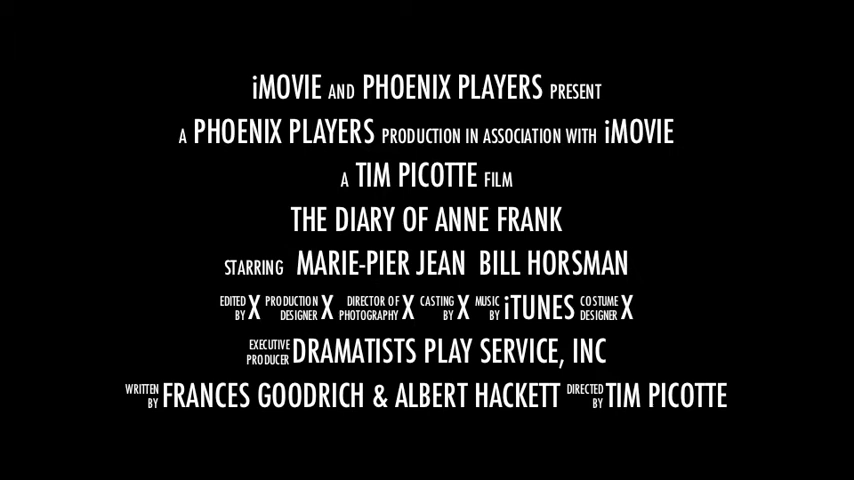 iMOVIE AND PHOENIX PLAYERS PRESENT
A PHOENIX PLAYERS PRODUCTION IN ASSOCIATION WITH iMOVIE
A TIM PICOTTE FILM
THE DIARY OF ANNE FRANK
STARRING MARIE-PIER JEAN BILL HORSMAN
EDITED BY X PRODUCTION DESIGNER X DIRECTOR OF PHOTOGRAPHY X CASTING BY X MUSIC BY iTUNES COSTUME DESIGNER X
EXECUTIVE PRODUCER DRAMATISTS PLAY SERVICE, INC
WRITTEN BY FRANCES GOODRICH & ALBERT HACKETT DIRECTED BY TIM PICOTTE